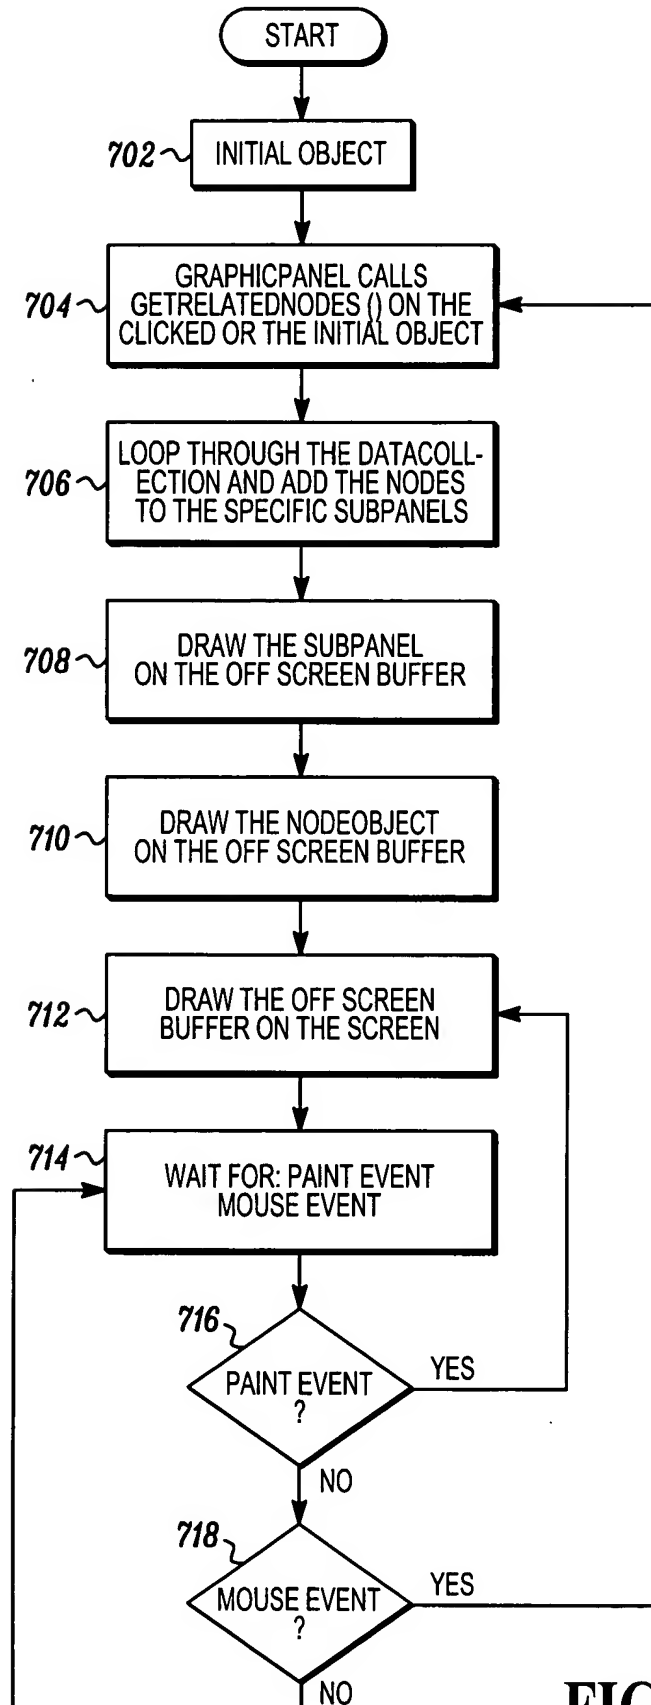 START
702
INITIAL OBJECT
704
GRAPHICPANEL CALLS
GETRELATEDNODES () ON THE
CLICKED OR THE INITIAL OBJECT
706
LOOP THROUGH THE DATACOLL-
ECTION AND ADD THE NODES
TO THE SPECIFIC SUBPANELS
708
DRAW THE SUBPANEL
ON THE OFF SCREEN BUFFER
710
DRAW THE NODEOBJECT
ON THE OFF SCREEN BUFFER
712
DRAW THE OFF SCREEN
BUFFER ON THE SCREEN
714
WAIT FOR: PAINT EVENT
MOUSE EVENT
716
PAINT EVENT
?
YES
NO
718
MOUSE EVENT
?
YES
NO